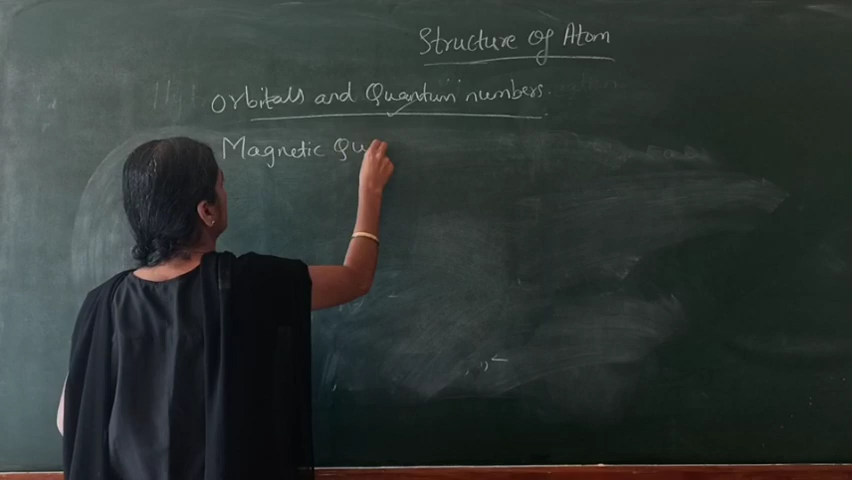 Structure of Atom
Orbitals and Quantum numbers.
Magnetic Qu